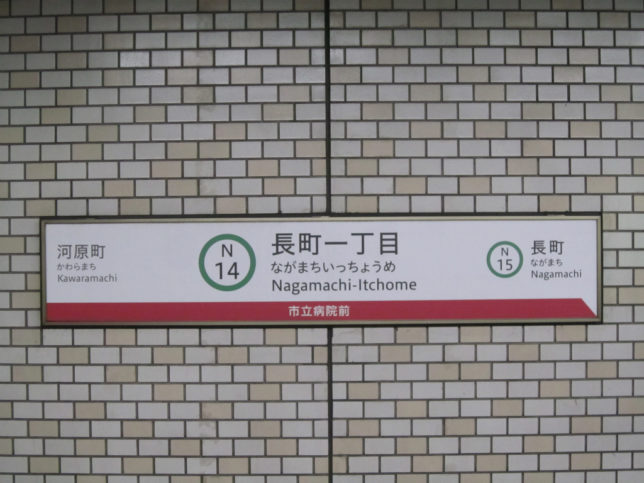 河原町
かわらまち
Kawaramachi
N
14
長町一丁目
ながまちいっちょうめ
Nagamachi-Itchome
N
15
長町
ながまち
Nagamachi
市立病院前